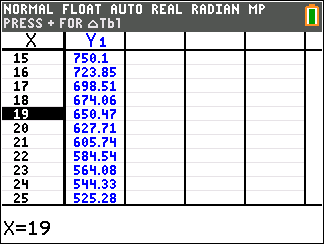 NORMAL FLOAT AUTO REAL RADIAN MP
PRESS + FOR △Tbl
X Y1
15 750.1
16 723.85
17 698.51
18 674.06
19 650.47
20 627.71
21 605.74
22 584.54
23 564.08
24 544.33
25 525.28
X=19